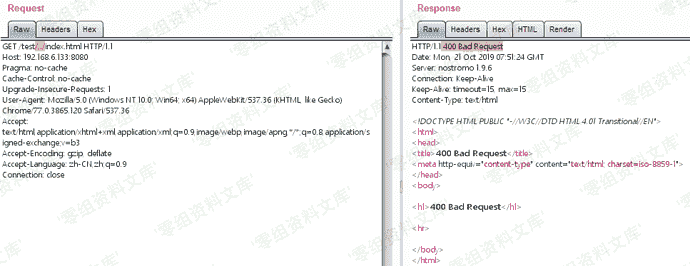 Request
Raw Headers Hex
GET /test/../index.html HTTP/1.1
Host: 192.168.6.133:8080
Pragma: no-cache
Cache-Control: no-cache
Upgrade-Insecure-Requests: 1
User-Agent: Mozilla/5.0 (Windows NT 10.0; Win64; x64) AppleWebKit/537.36 (KHTML, like Gecko)
Chrome/77.0.3865.120 Safari/537.36
Accept:
text/html,application/xhtml+xml,application/xml;q=0.9,image/webp,image/apng,*/*;q=0.8,application/s
igned-exchange;v=b3
Accept-Encoding: gzip, deflate
Accept-Language: zh-CN,zh;q=0.9
Connection: close
Response
Raw Headers Hex HTML Render
HTTP/1.1 400 Bad Request
Date: Mon, 21 Oct 2019 07:51:24 GMT
Server: nostromo 1.9.6
Connection: Keep-Alive
Keep-Alive: timeout=15, max=15
Content-Type: text/html
<!DOCTYPE HTML PUBLIC "-//W3C//DTD HTML 4.01 Transitional//EN">
<html>
<head>
<title>400 Bad Request</title>
<meta http-equiv="content-type" content="text/html; charset=iso-8859-1">
</head>
<body>
<h1>400 Bad Request</h1>
<hr>
</body>
</html>
零组资料文库